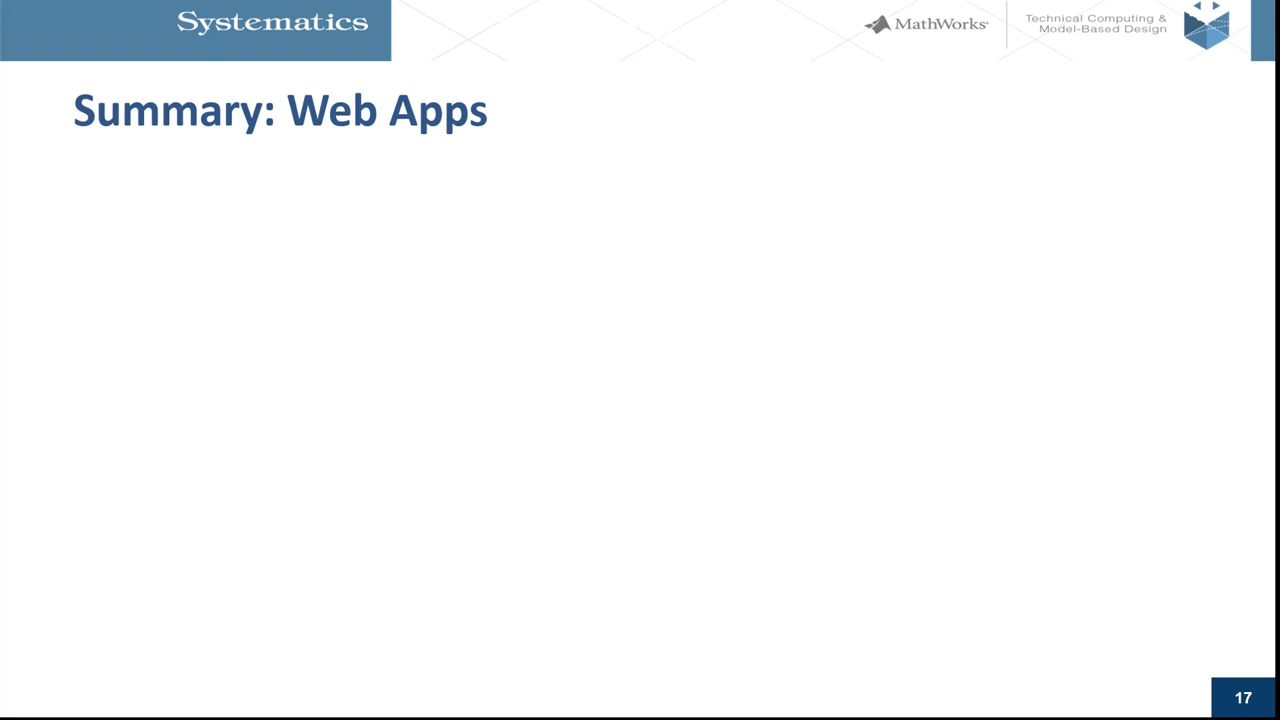 Systematics
MathWorks®
Technical Computing &
Model-Based Design
Summary: Web Apps
17